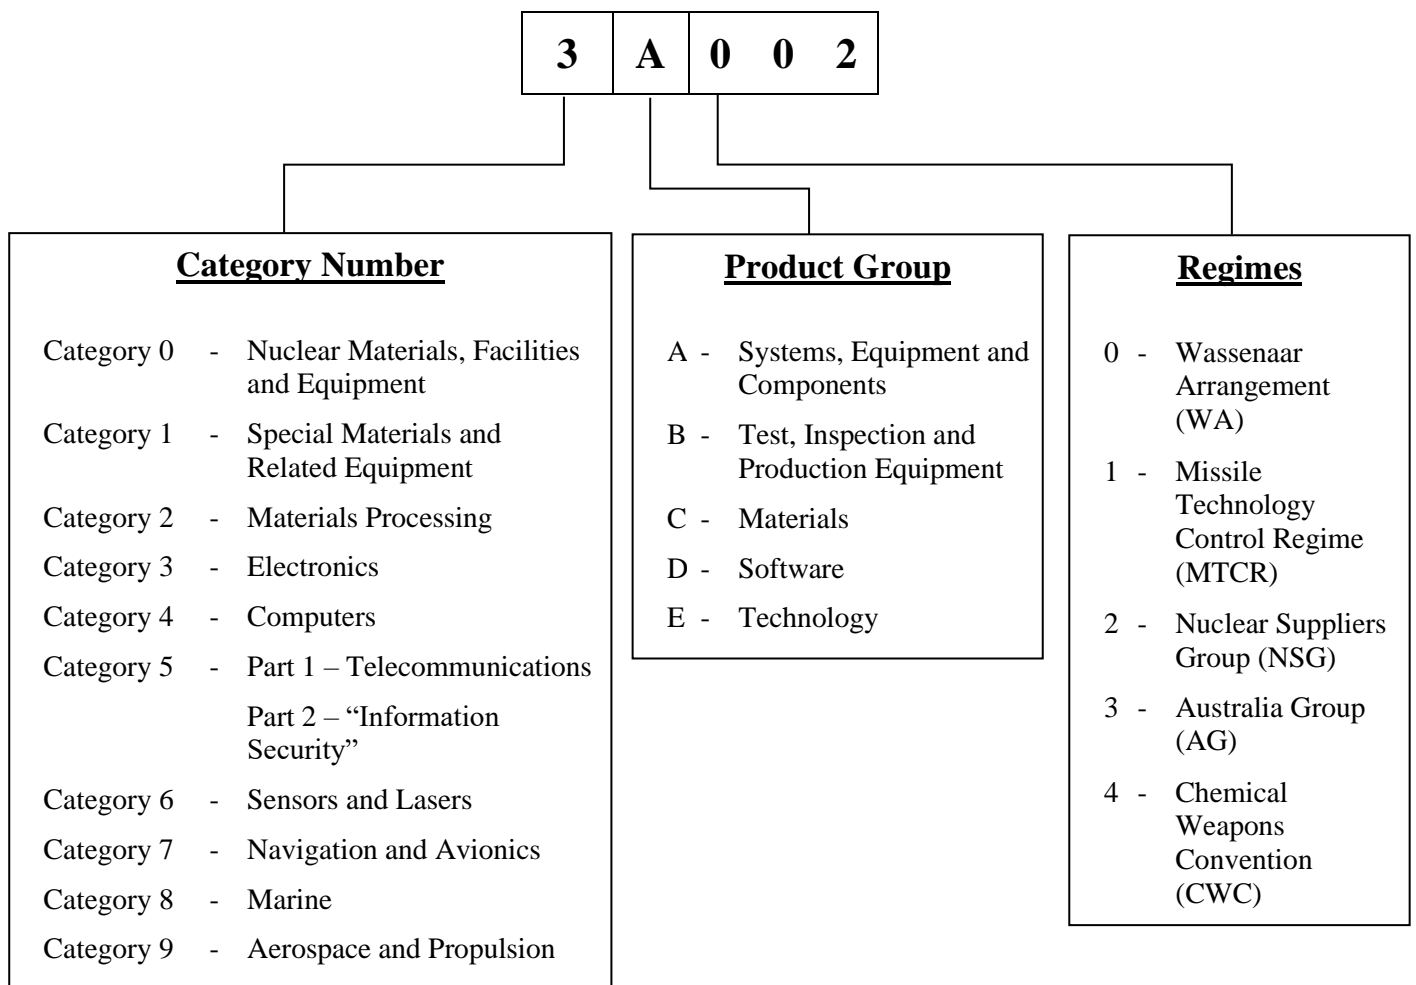 3 A 0 0 2
Category Number
Category 0 - Nuclear Materials, Facilities
and Equipment
Category 1 - Special Materials and
Related Equipment
Category 2 - Materials Processing
Category 3 - Electronics
Category 4 - Computers
Category 5 - Part 1 – Telecommunications
Part 2 – “Information
Security”
Category 6 - Sensors and Lasers
Category 7 - Navigation and Avionics
Category 8 - Marine
Category 9 - Aerospace and Propulsion
Product Group
A - Systems, Equipment and
Components
B - Test, Inspection and
Production Equipment
C - Materials
D - Software
E - Technology
Regimes
0 - Wassenaar
Arrangement
(WA)
1 - Missile
Technology
Control Regime
(MTCR)
2 - Nuclear Suppliers
Group (NSG)
3 - Australia Group
(AG)
4 - Chemical
Weapons
Convention
(CWC)